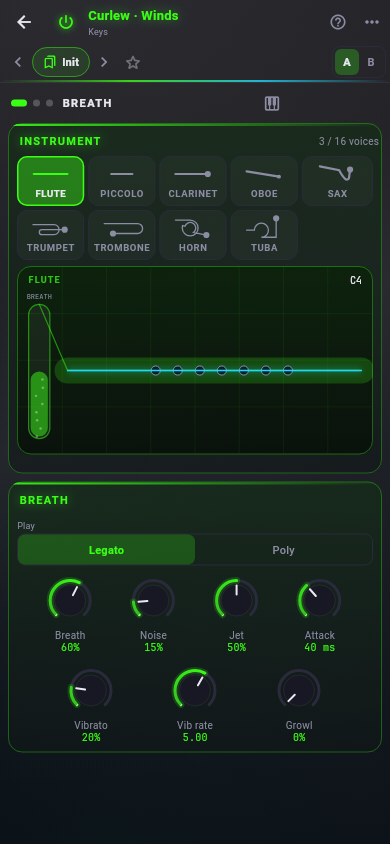 Curlew · Winds
Keys
Init
A B
BREATH
INSTRUMENT 3 / 16 voices
FLUTE PICCOLO CLARINET OBOE SAX
TRUMPET TROMBONE HORN TUBA
FLUTE C4
BREATH
BREATH
Play
Legato Poly
Breath Noise Jet Attack
60% 15% 50% 40 ms
Vibrato Vib rate Growl
20% 5.00 0%